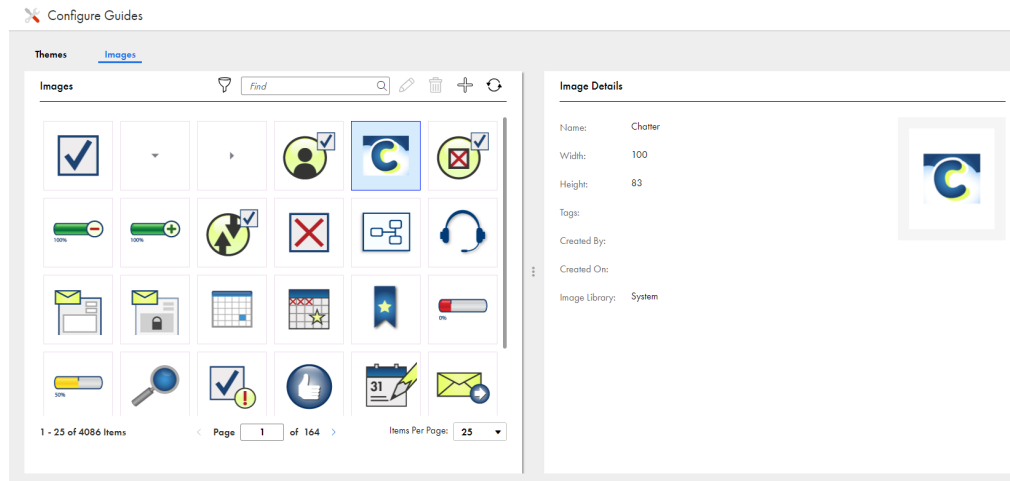 Configure Guides
Themes Images
Images Find
100% 100%
0%
50% 31
1 - 25 of 4086 Items Page 1 of 164 Items Per Page: 25
Image Details
Name: Chatter
Width: 100
Height: 83
Tags:
Created By:
Created On:
Image Library: System
C
C